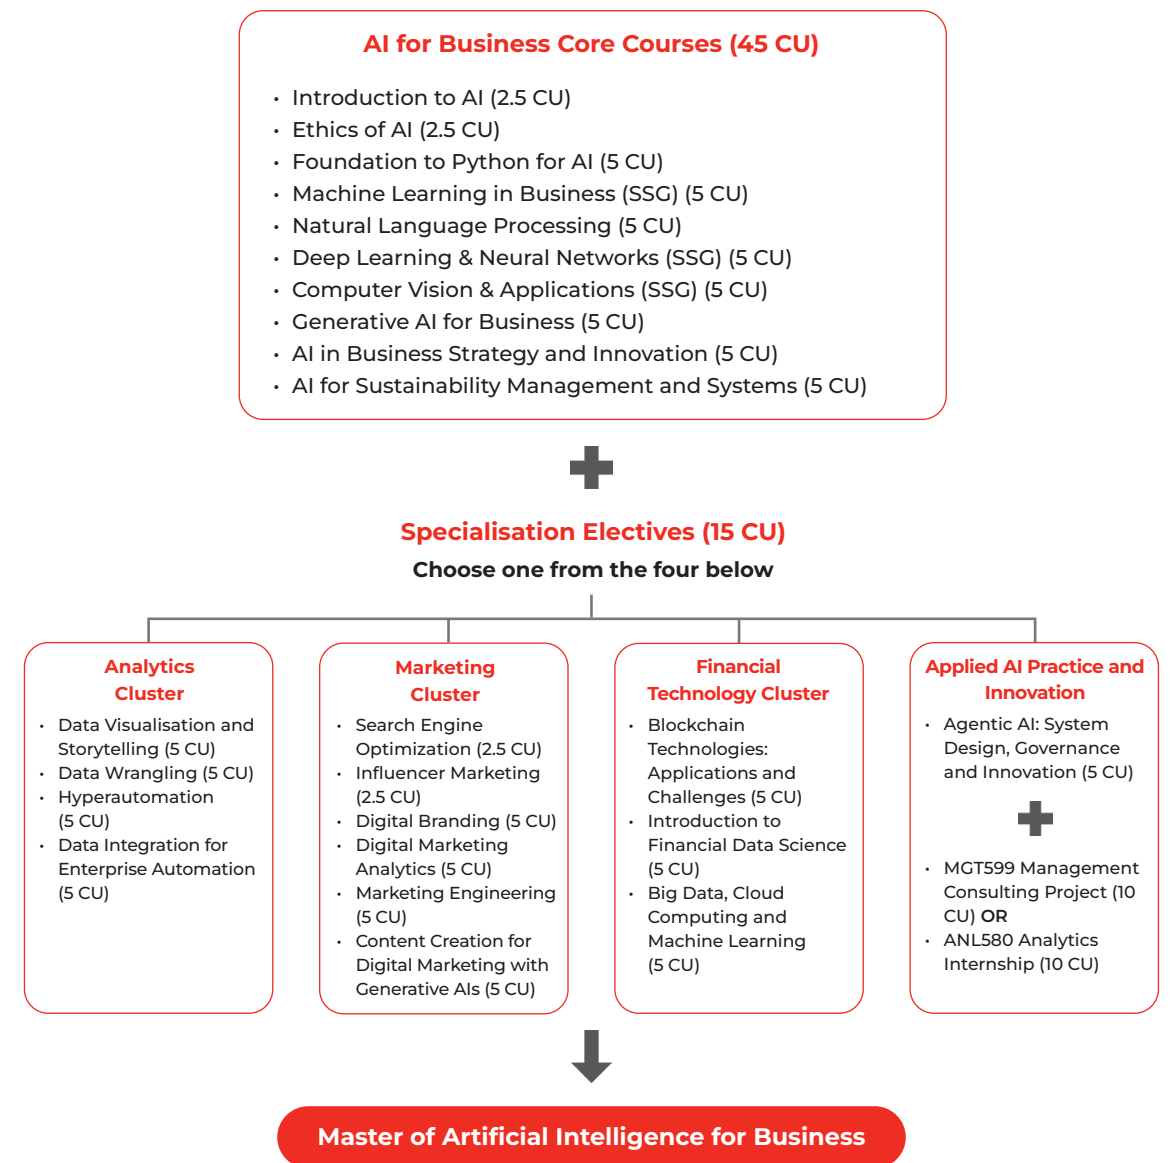 AI for Business Core Courses (45 CU)
• Introduction to AI (2.5 CU)
• Ethics of AI (2.5 CU)
• Foundation to Python for AI (5 CU)
• Machine Learning in Business (SSG) (5 CU)
• Natural Language Processing (5 CU)
• Deep Learning & Neural Networks (SSG) (5 CU)
• Computer Vision & Applications (SSG) (5 CU)
• Generative AI for Business (5 CU)
• AI in Business Strategy and Innovation (5 CU)
• AI for Sustainability Management and Systems (5 CU)
Specialisation Electives (15 CU)
Choose one from the four below
Analytics
Cluster
• Data Visualisation and
Storytelling (5 CU)
• Data Wrangling (5 CU)
• Hyperautomation
(5 CU)
• Data Integration for
Enterprise Automation
(5 CU)
Marketing
Cluster
• Search Engine
Optimization (2.5 CU)
• Influencer Marketing
(2.5 CU)
• Digital Branding (5 CU)
• Digital Marketing
Analytics (5 CU)
• Marketing Engineering
(5 CU)
• Content Creation for
Digital Marketing with
Generative AIs (5 CU)
Financial
Technology Cluster
• Blockchain
Technologies:
Applications and
Challenges (5 CU)
• Introduction to
Financial Data Science
(5 CU)
• Big Data, Cloud
Computing and
Machine Learning
(5 CU)
Applied AI Practice and
Innovation
• Agentic AI: System
Design, Governance
and Innovation (5 CU)
• MGT599 Management
Consulting Project (10
CU) OR
• ANL580 Analytics
Internship (10 CU)
Master of Artificial Intelligence for Business